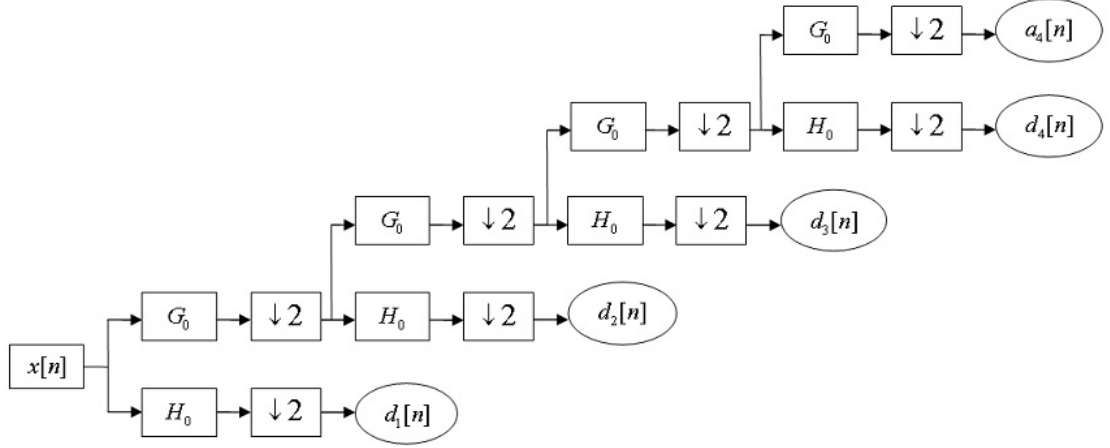 G₀ ↓2 a₄[n]
G₀ ↓2 H₀ ↓2 d₄[n]
G₀ ↓2 H₀ ↓2 d₃[n]
G₀ ↓2 H₀ ↓2 d₂[n]
x[n]
H₀ ↓2 d₁[n]